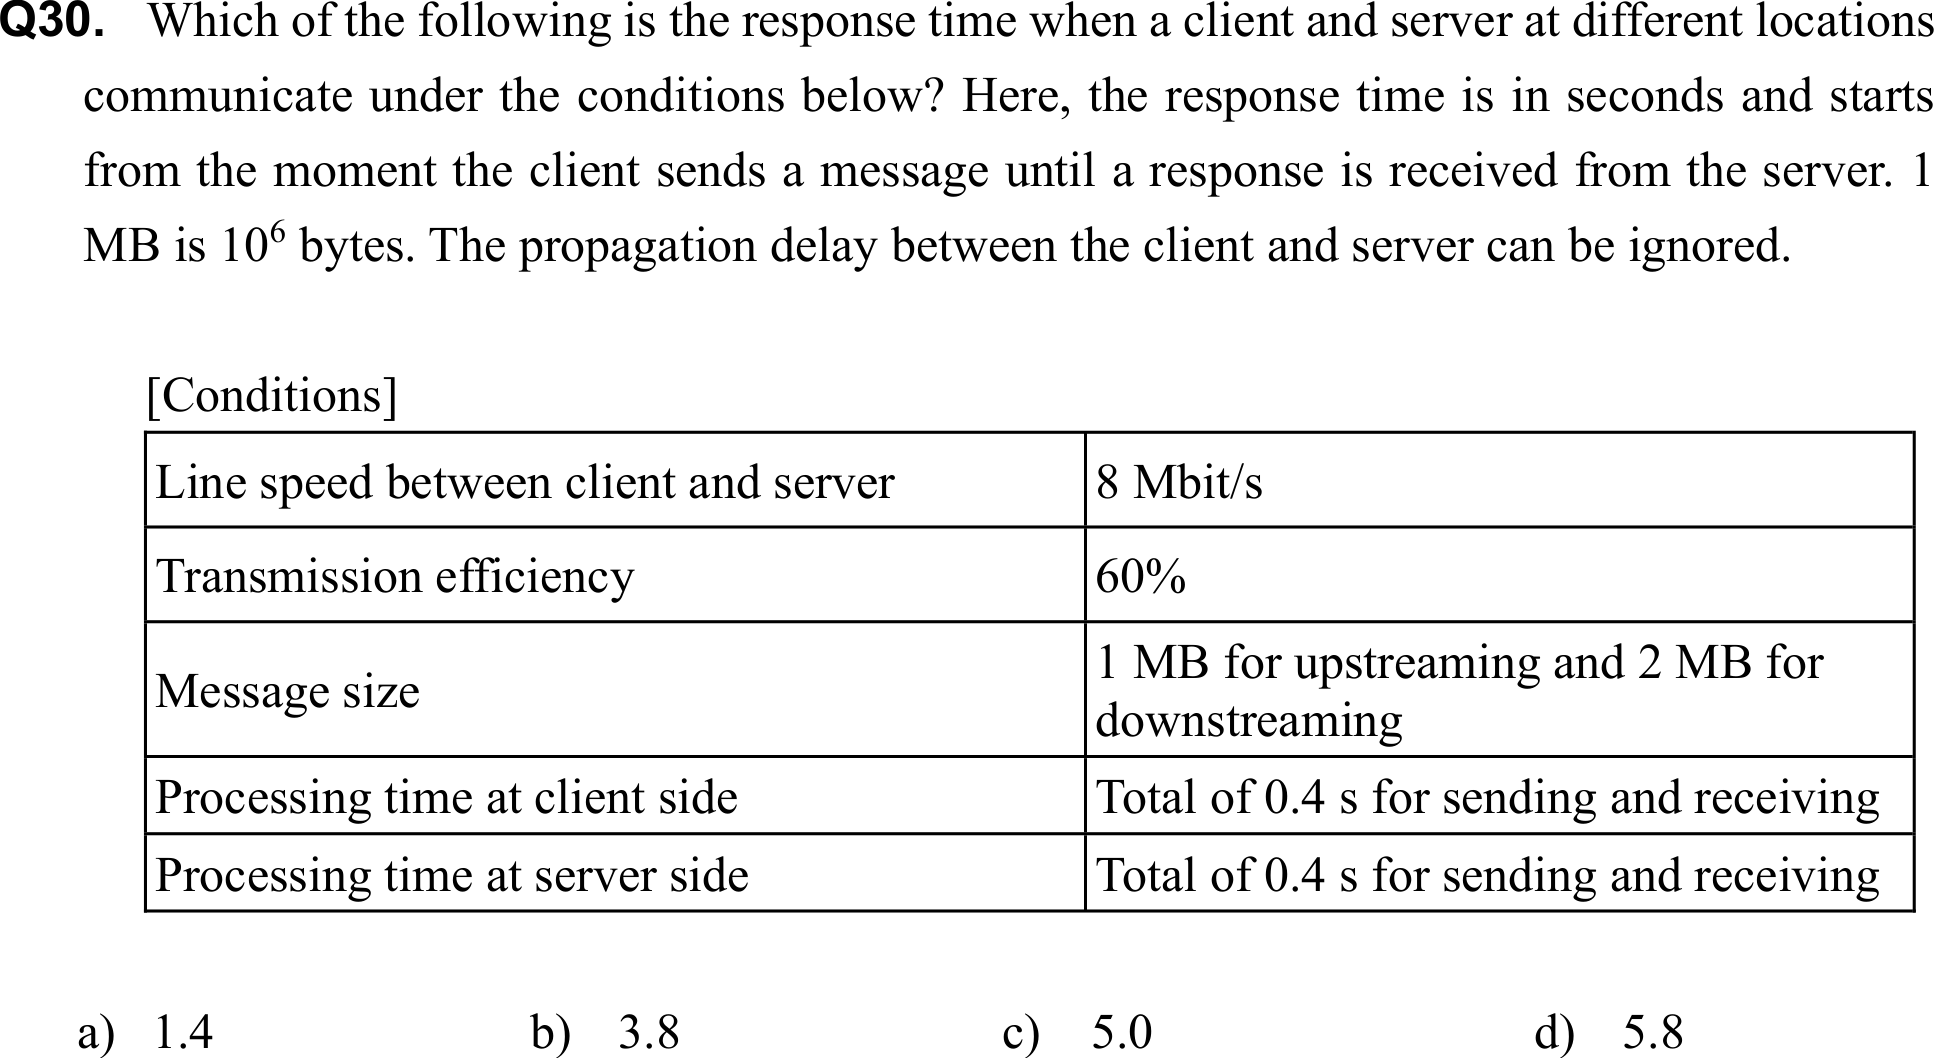 Q30. Which of the following is the response time when a client and server at different locations
communicate under the conditions below? Here, the response time is in seconds and starts
from the moment the client sends a message until a response is received from the server. 1
MB is 10⁶ bytes. The propagation delay between the client and server can be ignored.
[Conditions]
Line speed between client and server 8 Mbit/s
Transmission efficiency 60%
Message size 1 MB for upstreaming and 2 MB for
downstreaming
Processing time at client side Total of 0.4 s for sending and receiving
Processing time at server side Total of 0.4 s for sending and receiving
a) 1.4 b) 3.8 c) 5.0 d) 5.8